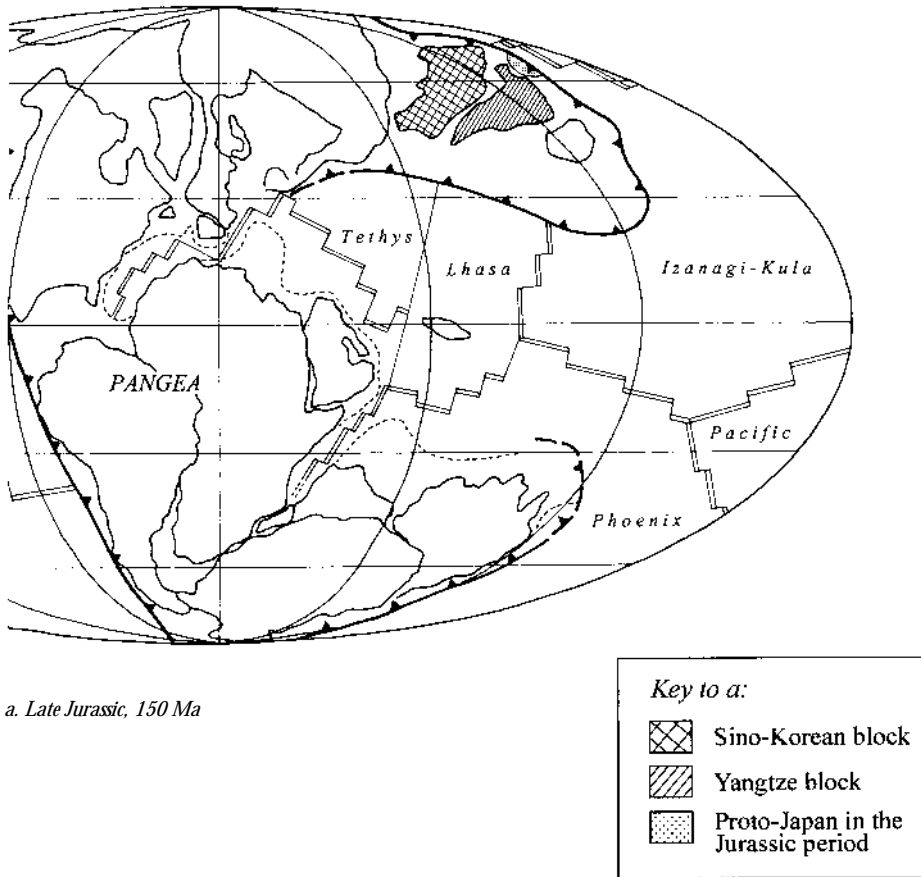 Tethys
Lhasa
Izanagi-Kula
PANGEA
Pacific
Phoenix
a. Late Jurassic, 150 Ma
Key to a:
Sino-Korean block
Yangtze block
Proto-Japan in the
Jurassic period